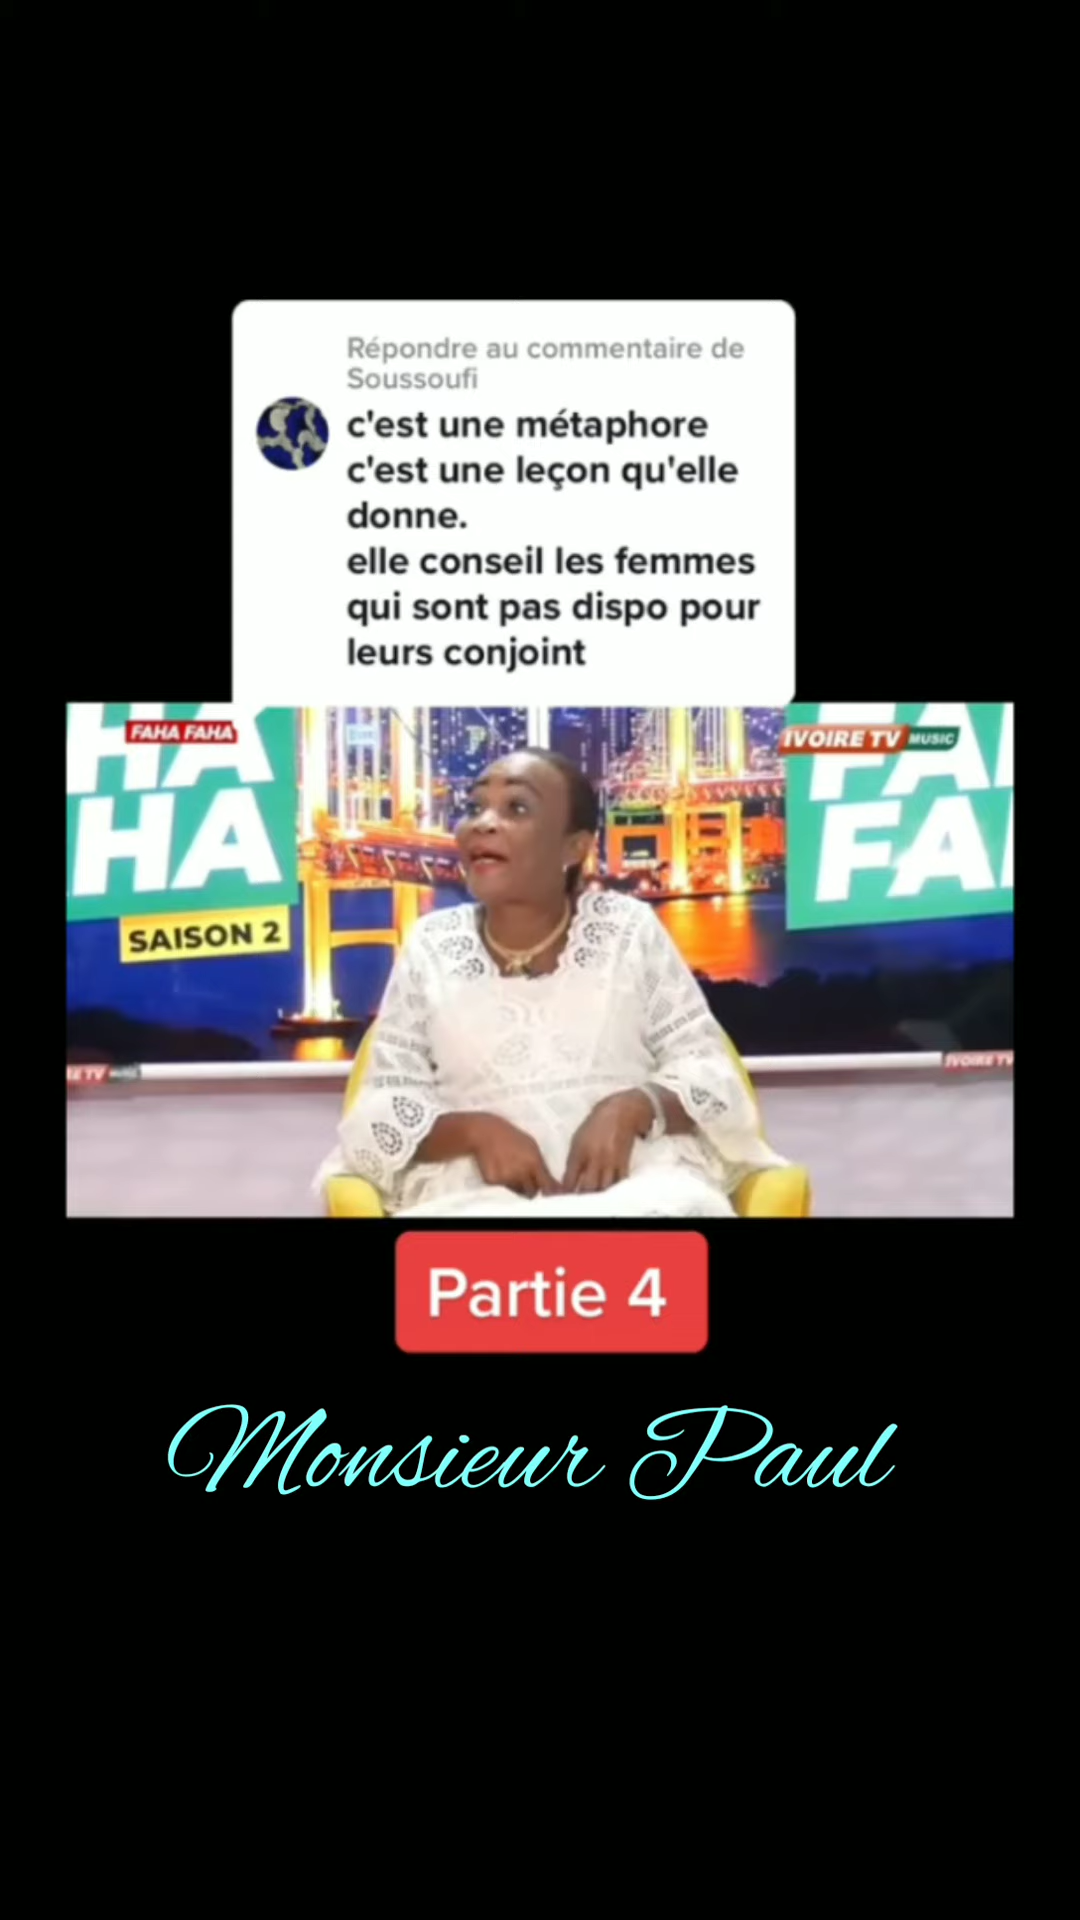 Répondre au commentaire de
Soussoufi
c'est une métaphore
c'est une leçon qu'elle
donne.
elle conseil les femmes
qui sont pas dispo pour
leurs conjoint
FAHA FAHA
IVOIRE TV MUSIC
HA
HA
FA
FA
SAISON 2
IVOIRE TV
Partie 4
Monsieur Paul